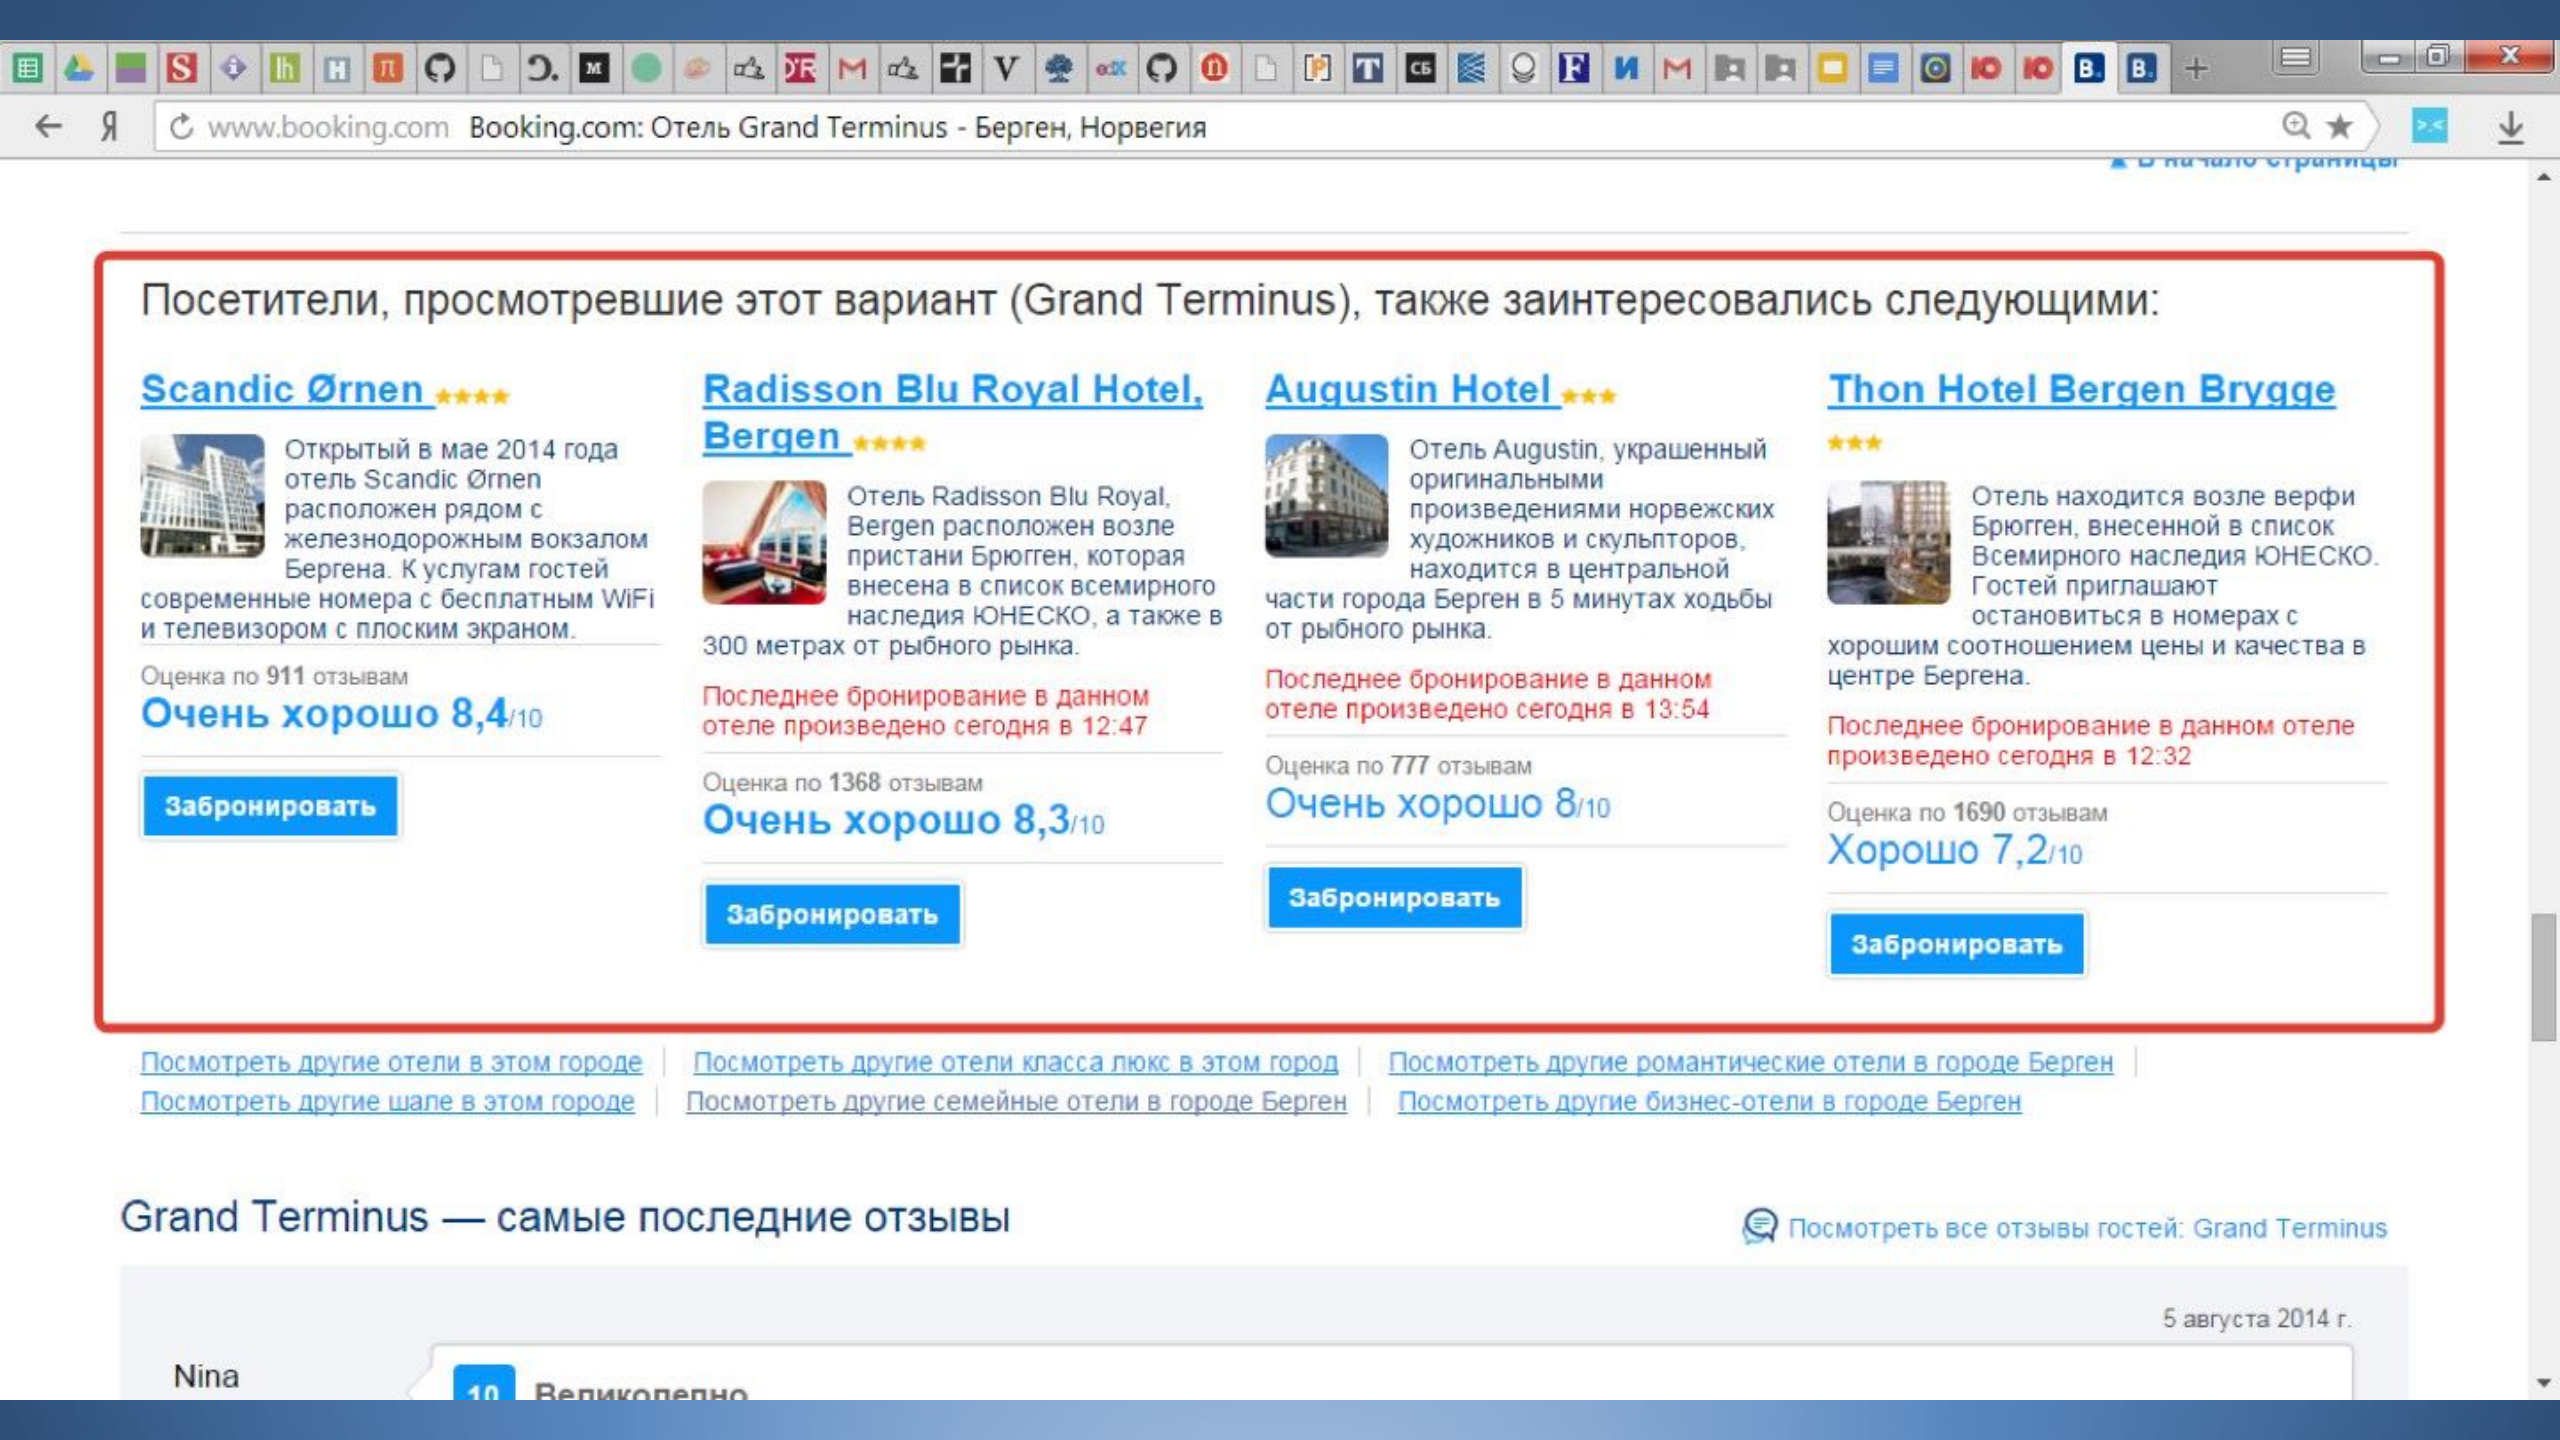 www.booking.com Booking.com: Отель Grand Terminus - Берген, Норвегия
В начало страницы
Посетители, просмотревшие этот вариант (Grand Terminus), также заинтересовались следующими:
Scandic Ørnen
Открытый в мае 2014 года
отель Scandic Ørnen
расположен рядом с
железнодорожным вокзалом
Бергена. К услугам гостей
современные номера с бесплатным WiFi
и телевизором с плоским экраном.
Оценка по 911 отзывам
Очень хорошо 8,4/10
Забронировать
Radisson Blu Royal Hotel,
Bergen
Отель Radisson Blu Royal,
Bergen расположен возле
пристани Брюгген, которая
внесена в список всемирного
наследия ЮНЕСКО, а также в
300 метрах от рыбного рынка.
Последнее бронирование в данном
отеле произведено сегодня в 12:47
Оценка по 1368 отзывам
Очень хорошо 8,3/10
Забронировать
Augustin Hotel
Отель Augustin, украшенный
оригинальными
произведениями норвежских
художников и скульпторов,
находится в центральной
части города Берген в 5 минутах ходьбы
от рыбного рынка.
Последнее бронирование в данном
отеле произведено сегодня в 13:54
Оценка по 777 отзывам
Очень хорошо 8/10
Забронировать
Thon Hotel Bergen Brygge
Отель находится возле верфи
Брюгген, внесенной в список
Всемирного наследия ЮНЕСКО.
Гостей приглашают
остановиться в номерах с
хорошим соотношением цены и качества в
центре Бергена.
Последнее бронирование в данном отеле
произведено сегодня в 12:32
Оценка по 1690 отзывам
Хорошо 7,2/10
Забронировать
Посмотреть другие отели в этом городе
Посмотреть другие отели класса люкс в этом город
Посмотреть другие романтические отели в городе Берген
Посмотреть другие шале в этом городе
Посмотреть другие семейные отели в городе Берген
Посмотреть другие бизнес-отели в городе Берген
Grand Terminus — самые последние отзывы
Посмотреть все отзывы гостей: Grand Terminus
5 августа 2014 г.
Nina
10 Великолепно